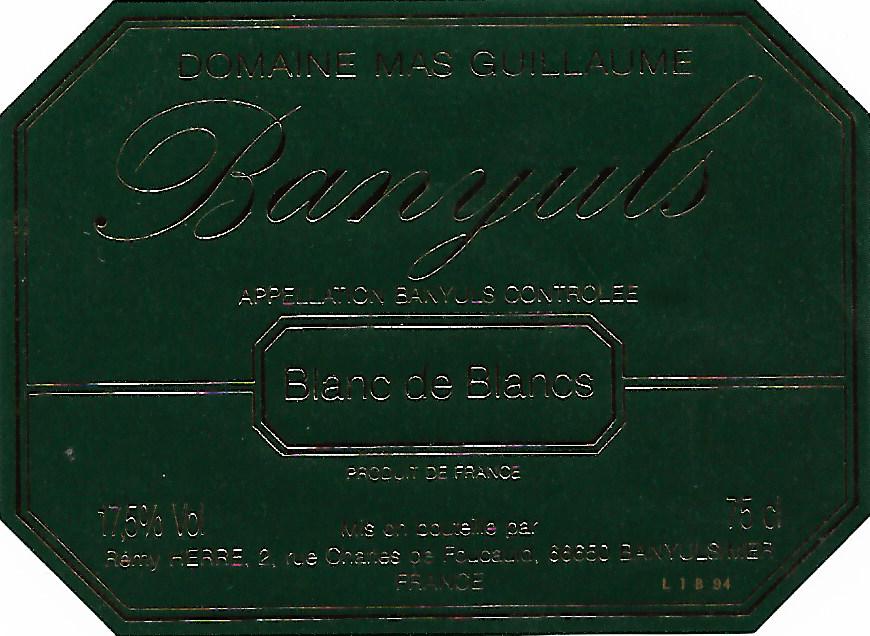 DOMAINE MAS GUILLAUME
Banyuls
APPELLATION BANYULS CONTROLEE
Blanc de Blancs
PRODUIT DE FRANCE
17,5% Vol
75 cl
Mis en bouteille par
Rémy HERRE, 2, rue Charles de Foucauld, 66650 BANYULS/MER
FRANCE
L 1 B 94